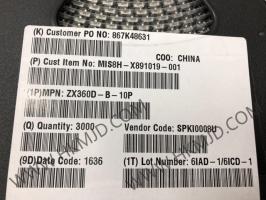 (K) Customer PO NO: 867K48631
COO: CHINA
(P) Cust Item No: MIS8H-X891019-001
(1P)MPN: ZX360D-B-10P
(Q) Quantity: 3000
Vendor Code: SPKI0008U
(9D)Date Code: 1636
(1T) Lot Number: 6IAD-1/6ICD-1